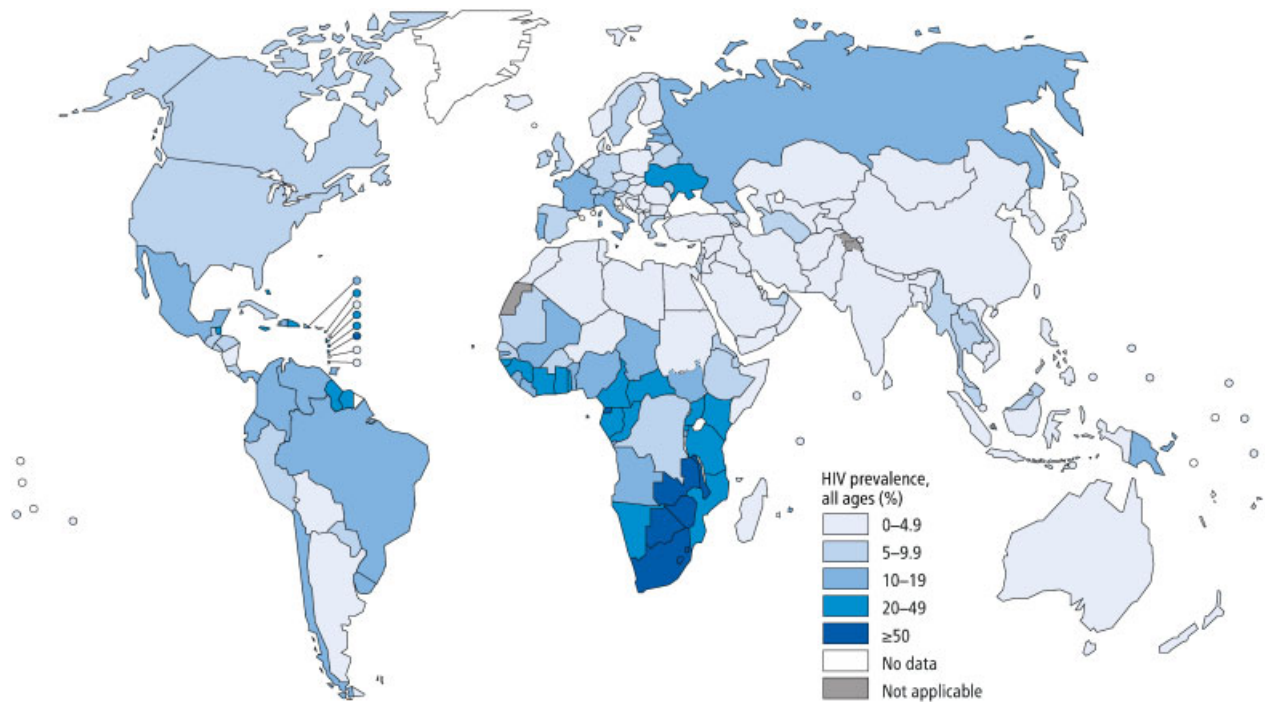 HIV prevalence,
all ages (%)
0–4.9
5–9.9
10–19
20–49
≥50
No data
Not applicable